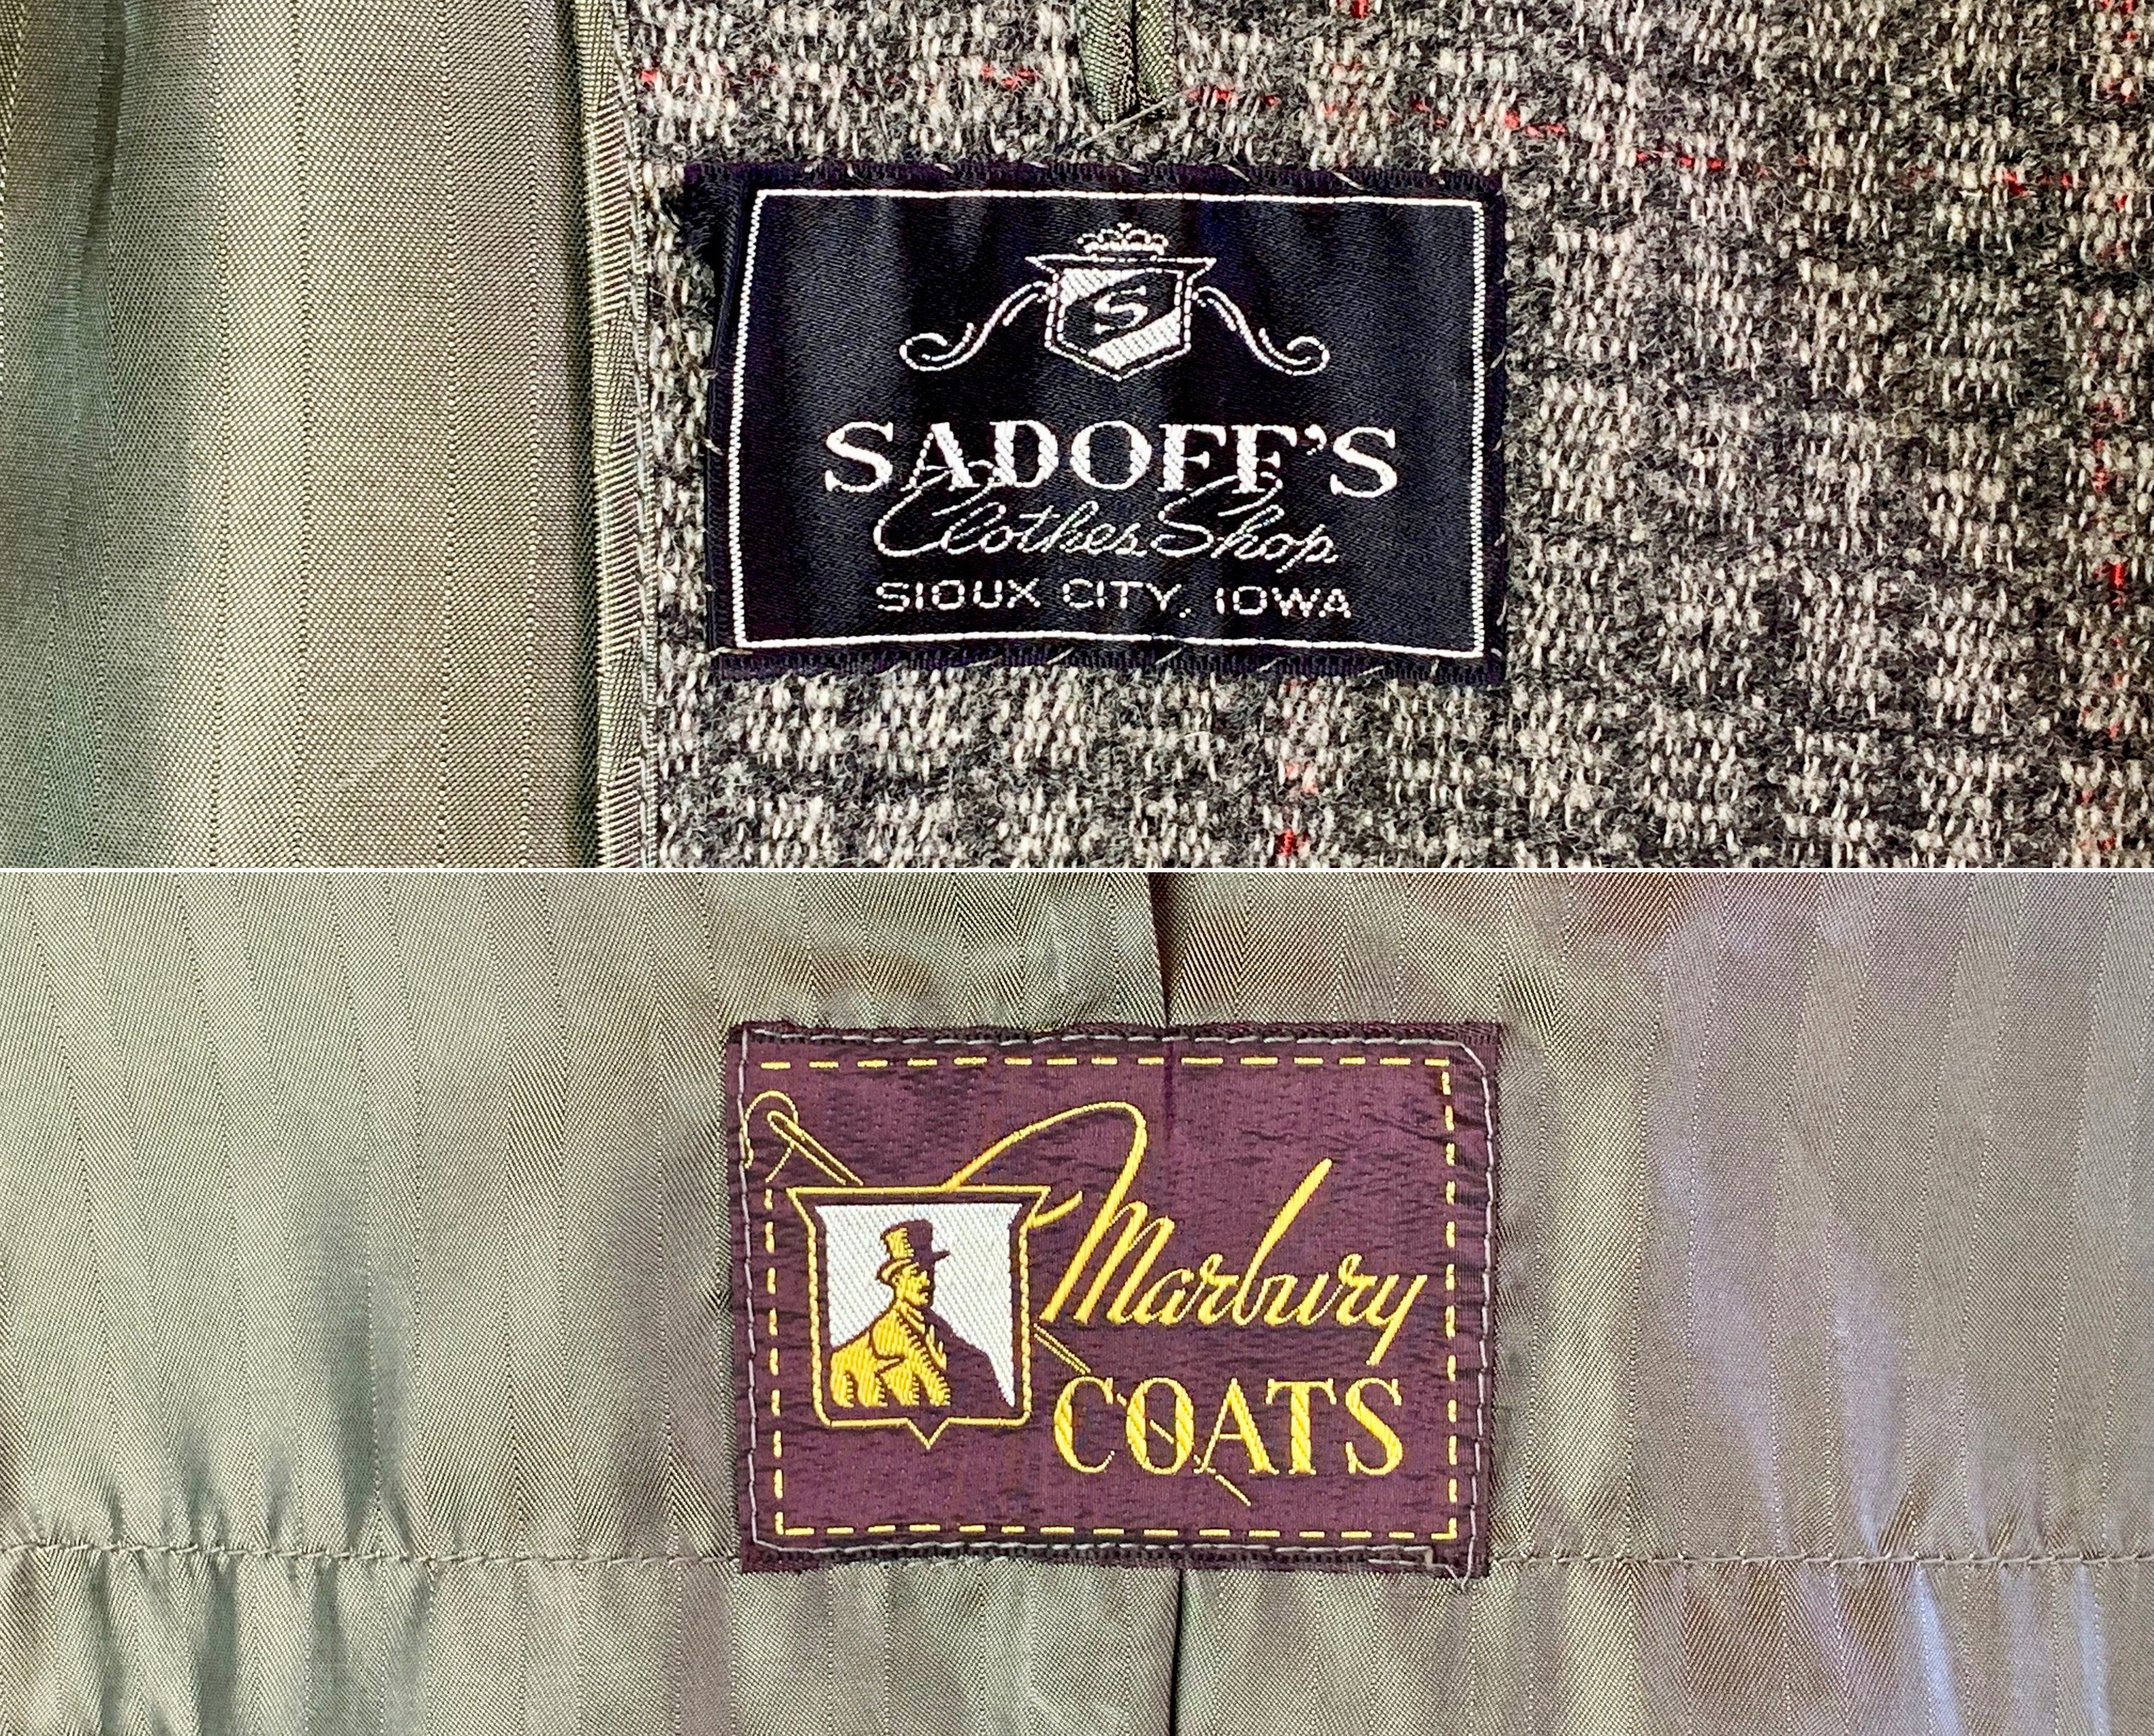 S
SADOFF'S
Clothes Shop
SIOUX CITY, IOWA
Marbury
COATS